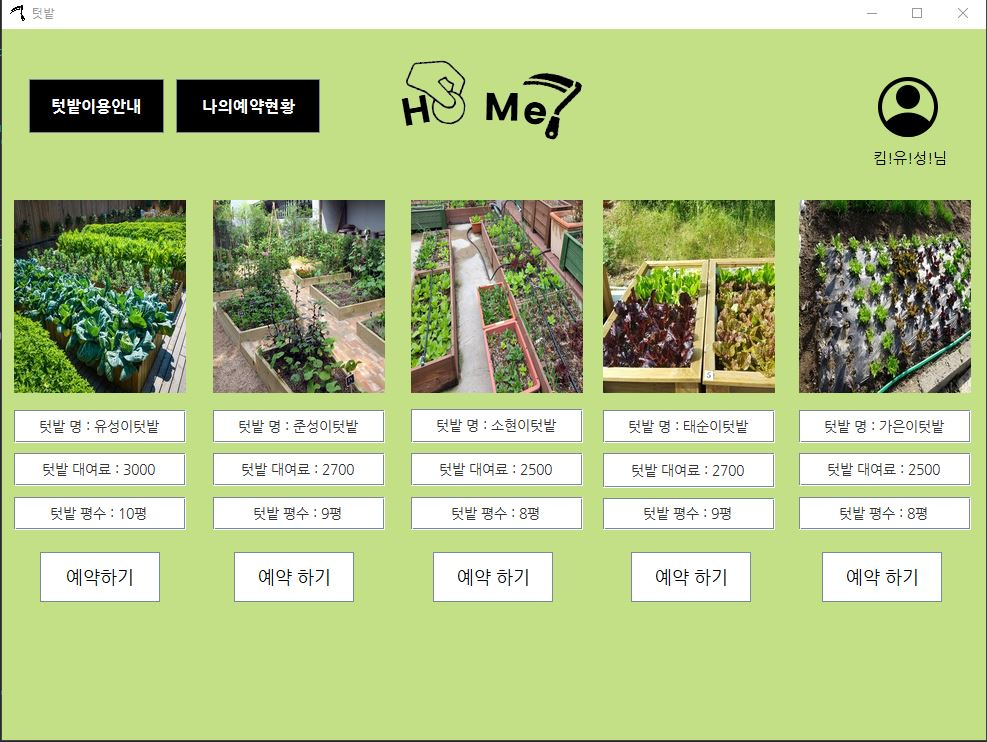 텃밭
텃밭이용안내
나의예약현황
Ho Me?
킴!유!성!님
텃밭 명 : 유성이텃밭
텃밭 명 : 준성이텃밭
텃밭 명 : 소현이텃밭
텃밭 명 : 태순이텃밭
텃밭 명 : 가은이텃밭
텃밭 대여료 : 3000
텃밭 대여료 : 2700
텃밭 대여료 : 2500
텃밭 대여료 : 2700
텃밭 대여료 : 2500
텃밭 평수 : 10평
텃밭 평수 : 9평
텃밭 평수 : 8평
텃밭 평수 : 9평
텃밭 평수 : 8평
예약하기
예약 하기
예약 하기
예약 하기
예약 하기